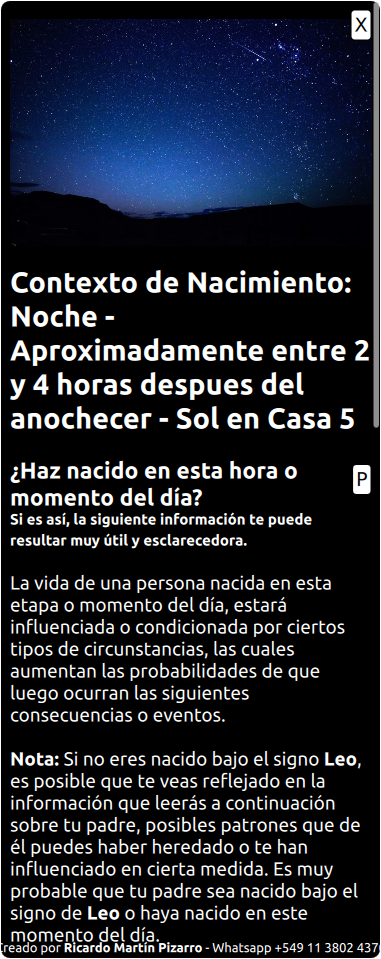 X
Contexto de Nacimiento:
Noche -
Aproximadamente entre 2
y 4 horas despues del
anochecer - Sol en Casa 5
¿Haz nacido en esta hora o
momento del día?
P
Si es así, la siguiente información te puede
resultar muy útil y esclarecedora.
La vida de una persona nacida en esta
etapa o momento del día, estará
influenciada o condicionada por ciertos
tipos de circunstancias, las cuales
aumentan las probabilidades de que
luego ocurran las siguientes
consecuencias o eventos.
Nota: Si no eres nacido bajo el signo Leo,
es posible que te veas reflejado en la
información que leerás a continuación
sobre tu padre, posibles patrones que de
él puedes haber heredado o te han
influenciado en cierta medida. Es muy
probable que tu padre sea nacido bajo el
signo de Leo o haya nacido en este
momento del día.
Creado por Ricardo Martín Pizarro - Whatsapp +549 11 3802 4370